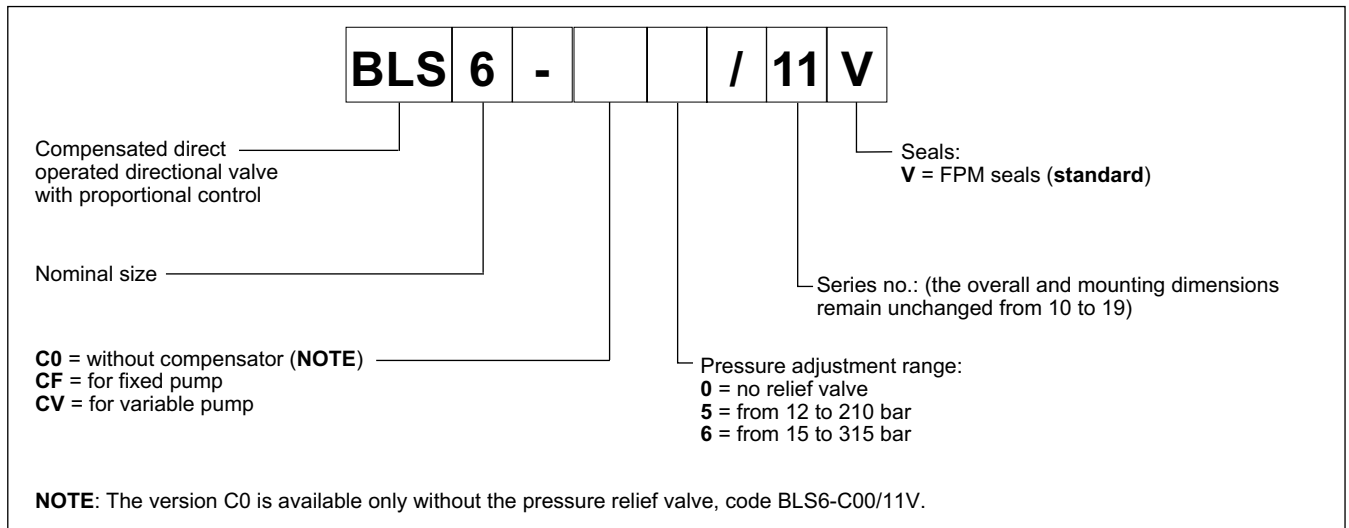 BLS 6 - / 11 V
Compensated direct
operated directional valve
with proportional control
Seals:
V = FPM seals (standard)
Nominal size
Series no.: (the overall and mounting dimensions
remain unchanged from 10 to 19)
C0 = without compensator (NOTE)
CF = for fixed pump
CV = for variable pump
Pressure adjustment range:
0 = no relief valve
5 = from 12 to 210 bar
6 = from 15 to 315 bar
NOTE: The version C0 is available only without the pressure relief valve, code BLS6-C00/11V.